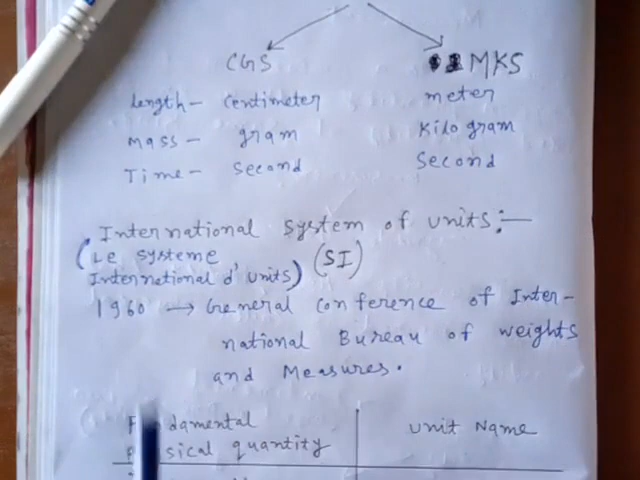 CGS MKS
Length- Centimeter meter
Mass- gram Kilo gram
Time- Second Second
International System of units:-
(Le systeme
International d' Units) (SI)
1960 → General Conference of Inter-
national Bureau of weights
and Measures.
Fundamental Unit Name
sical quantity